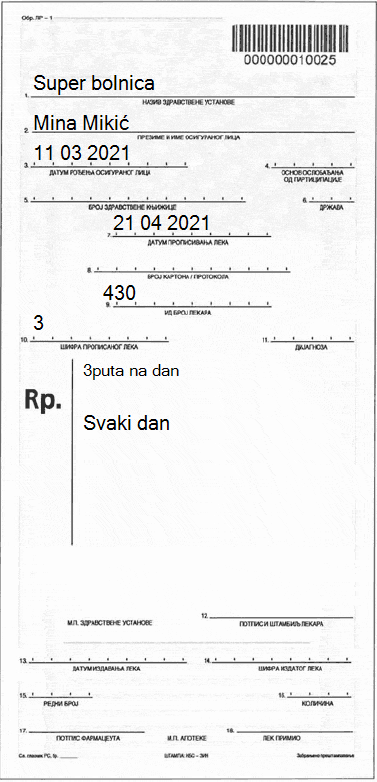 Обр. ЛР – 1
000000010025
Super bolnica
1.
НАЗИВ ЗДРАВСТВЕНЕ УСТАНОВЕ
Mina Mikić
2.
ПРЕЗИМЕ И ИМЕ ОСИГУРАНОГ ЛИЦА
11 03 2021
3. 4.
ДАТУМ РОЂЕЊА ОСИГУРАНОГ ЛИЦА ОСНОВ ОСЛОБАЂАЊА
ОД ПАРТИЦИПАЦИЈЕ
5. 6.
БРОЈ ЗДРАВСТВЕНЕ КЊИЖИЦЕ ДРЖАВА
21 04 2021
7.
ДАТУМ ПРОПИСИВАЊА ЛЕКА
8.
БРОЈ КАРТОНА / ПРОТОКОЛА
430
9.
ИД БРОЈ ЛЕКАРА
3
10. 11.
ШИФРА ПРОПИСАНОГ ЛЕКА ДИЈАГНОЗА
3puta na dan
Rp.
Svaki dan
12.
М.П. ЗДРАВСТВЕНЕ УСТАНОВЕ ПОТПИС И ШТАМБИЉ ЛЕКАРА
13. 14.
ДАТУМ ИЗДАВАЊА ЛЕКА ШИФРА ИЗДАТОГ ЛЕКА
15. 16.
РЕДНИ БРОЈ КОЛИЧИНА
17. 18.
ПОТПИС ФАРМАЦЕУТА М.П. АПОТЕКЕ ЛЕК ПРИМИО
Сл. гласник РС, бр. ШТАМПА: НБС – ЗИН Забрањено прештампавање